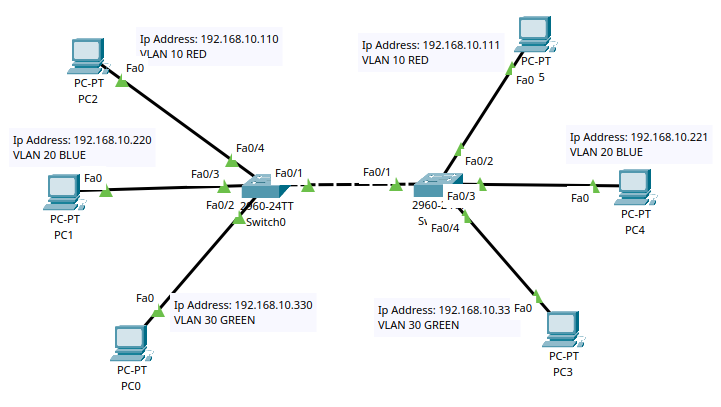 Ip Address: 192.168.10.110
VLAN 10 RED
Fa0
PC-PT
PC2
Ip Address: 192.168.10.111
VLAN 10 RED
PC-PT
5
Fa0
Ip Address: 192.168.10.220
VLAN 20 BLUE
Fa0
PC-PT
PC1
Fa0/4
Fa0/3
Fa0/1
Fa0/2
2960-24TT
Switch0
Fa0/1
Fa0/2
Fa0/3
Fa0/4
2960-2
Ip Address: 192.168.10.221
VLAN 20 BLUE
Fa0
PC-PT
PC4
Fa0
Ip Address: 192.168.10.330
VLAN 30 GREEN
PC-PT
PC0
Ip Address: 192.168.10.33
VLAN 30 GREEN
Fa0
PC-PT
PC3